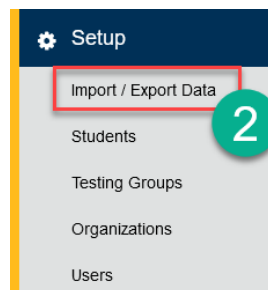 Setup
Import / Export Data
2
Students
Testing Groups
Organizations
Users